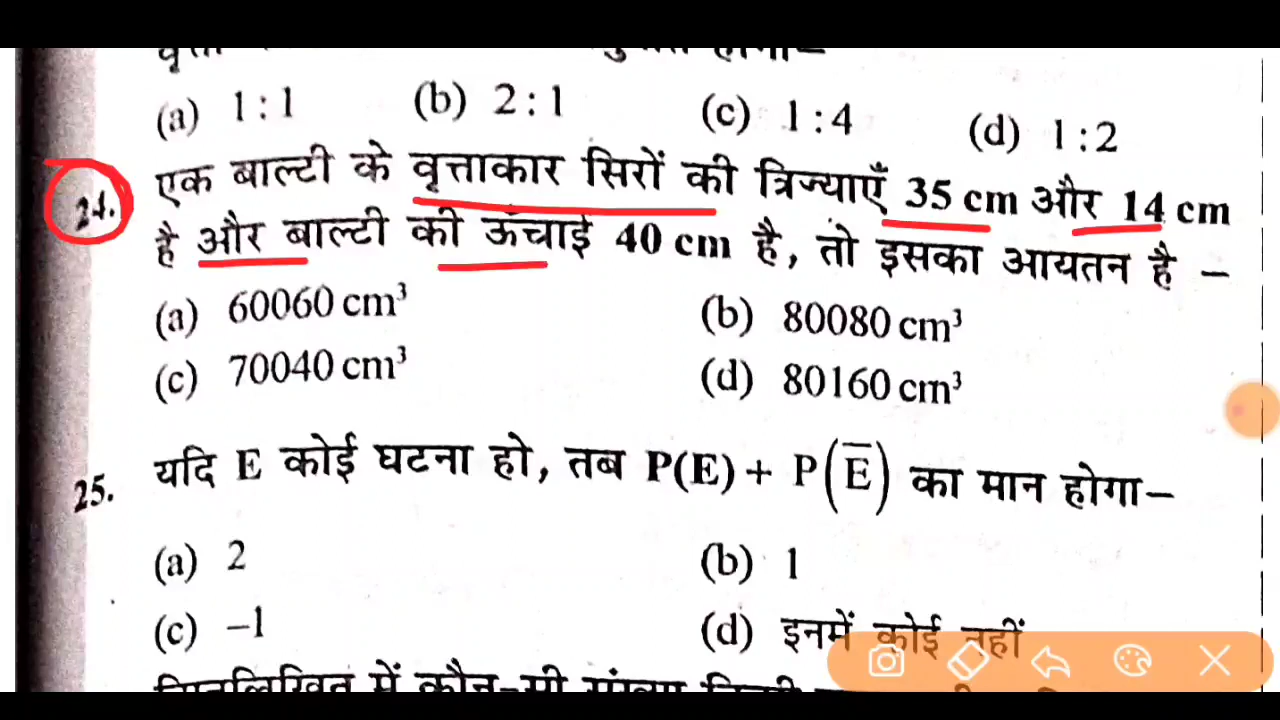 (a) 1 : 1 (b) 2 : 1 (c) 1 : 4 (d) 1 : 2
24. एक बाल्टी के वृत्ताकार सिरों की त्रिज्याएँ 35 cm और 14 cm
है और बाल्टी की ऊंचाई 40 cm है, तो इसका आयतन है –
(a) 60060 cm³ (b) 80080 cm³
(c) 70040 cm³ (d) 80160 cm³
25. यदि E कोई घटना हो, तब P(E) + P(E̅) का मान होगा–
(a) 2 (b) 1
(c) –1 (d) इनमें कोई नहीं